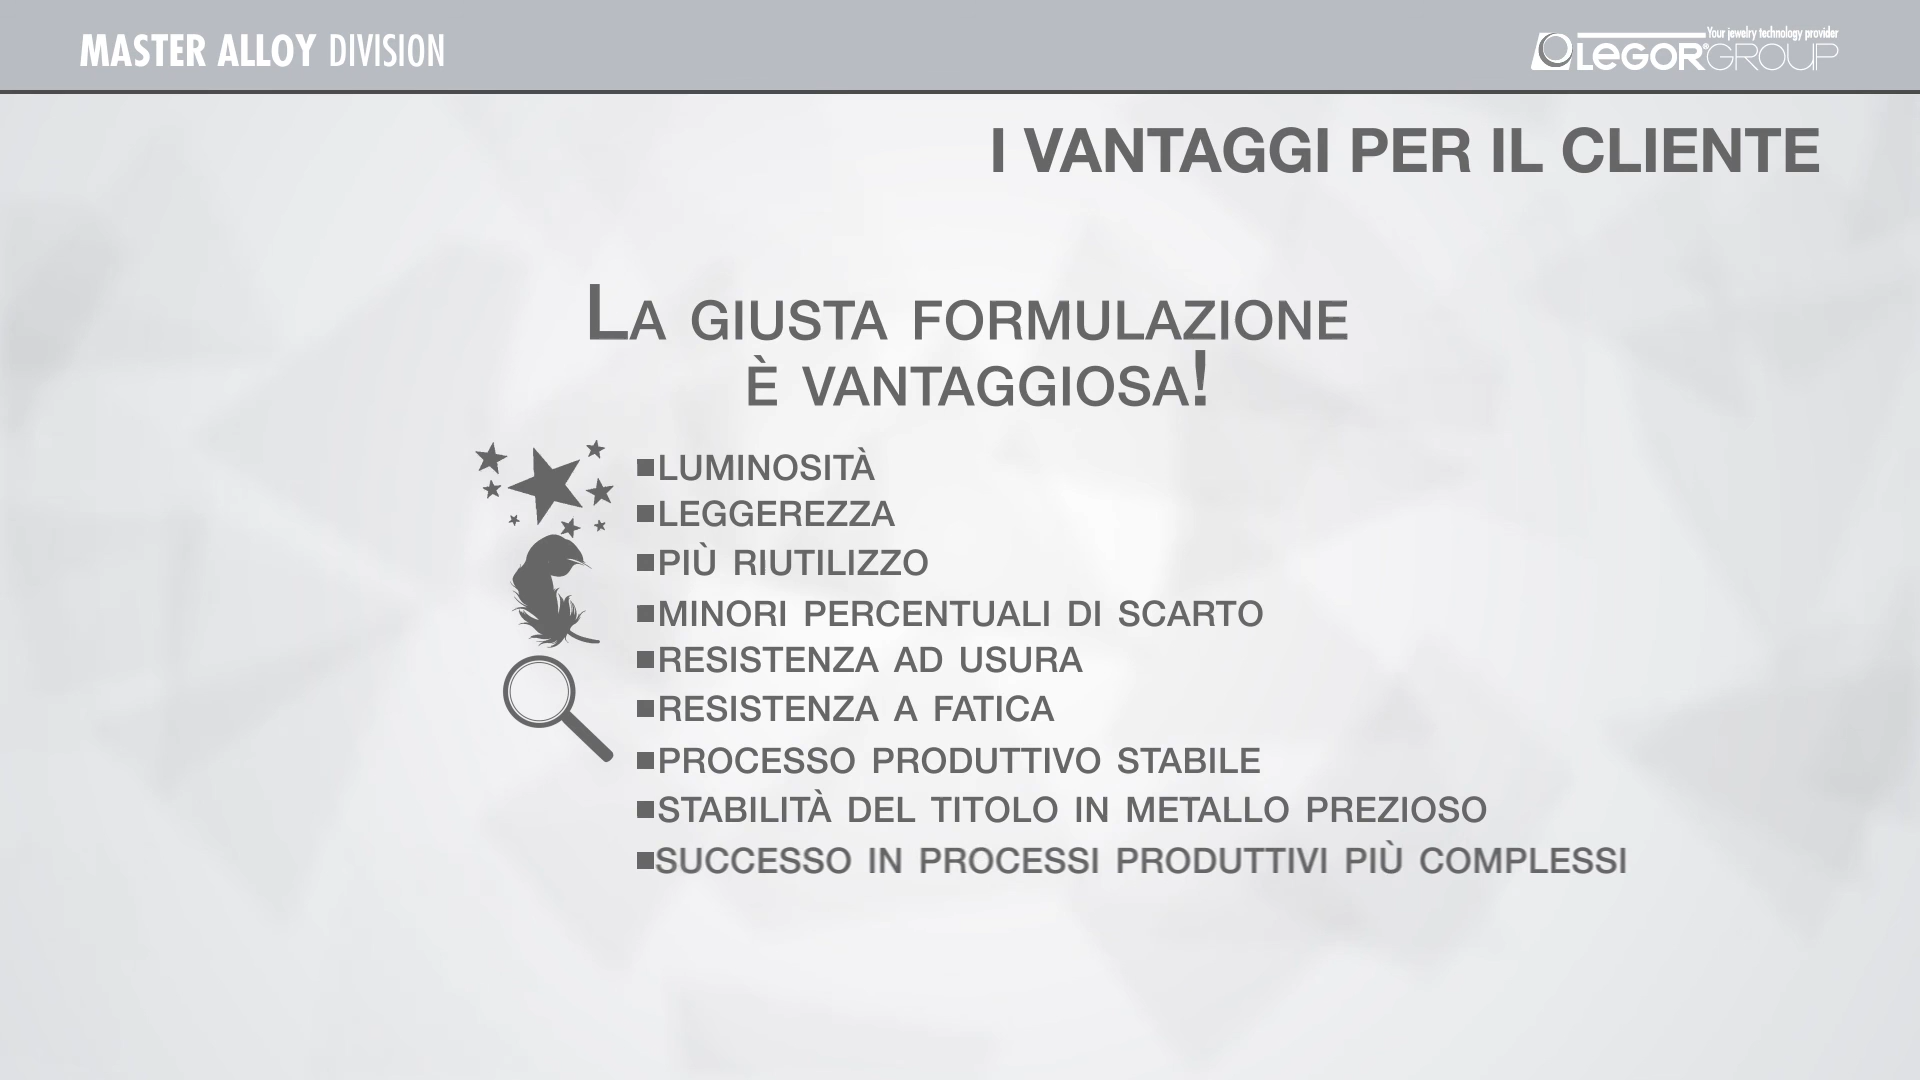 MASTER ALLOY DIVISION
Your jewelry technology provider
LEGOR® GROUP
I VANTAGGI PER IL CLIENTE
LA GIUSTA FORMULAZIONE
È VANTAGGIOSA!
▪LUMINOSITÀ
▪LEGGEREZZA
▪PIÙ RIUTILIZZO
▪MINORI PERCENTUALI DI SCARTO
▪RESISTENZA AD USURA
▪RESISTENZA A FATICA
▪PROCESSO PRODUTTIVO STABILE
▪STABILITÀ DEL TITOLO IN METALLO PREZIOSO
▪SUCCESSO IN PROCESSI PRODUTTIVI PIÙ COMPLESSI